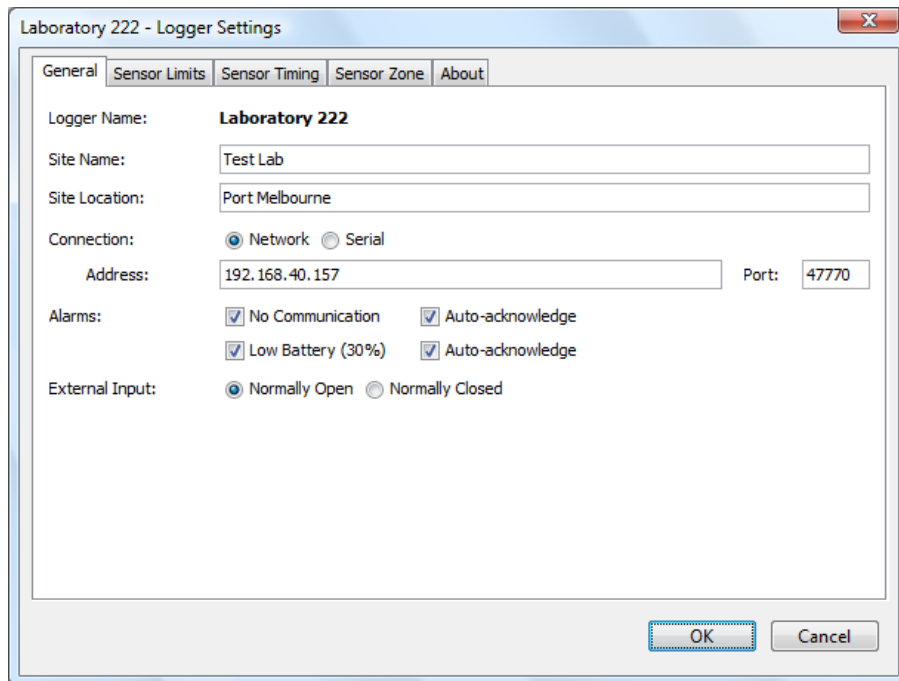 Laboratory 222 - Logger Settings
General Sensor Limits Sensor Timing Sensor Zone About
Logger Name: Laboratory 222
Site Name: Test Lab
Site Location: Port Melbourne
Connection: Network Serial
Address: 192.168.40.157 Port: 47770
Alarms: No Communication Auto-acknowledge
Low Battery (30%) Auto-acknowledge
External Input: Normally Open Normally Closed
OK Cancel